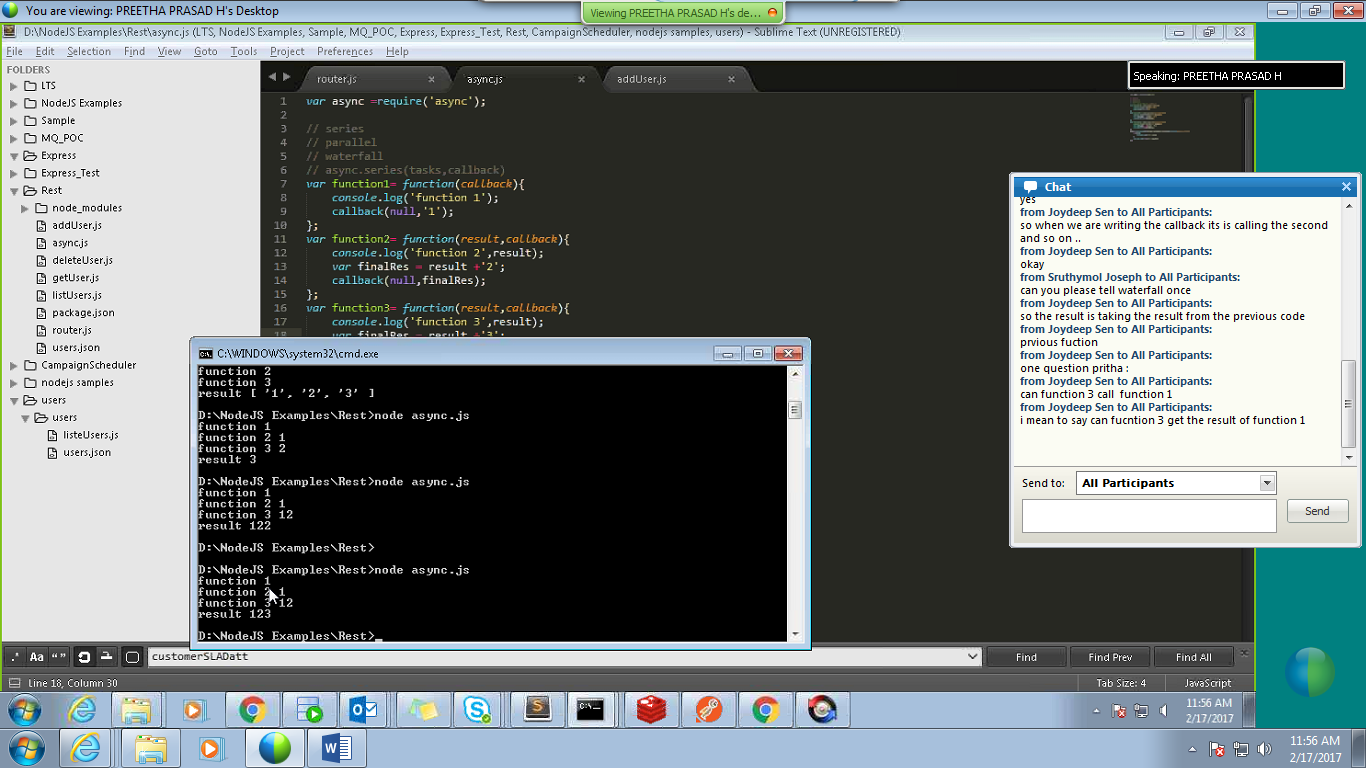 You are viewing: PREETHA PRASAD H's Desktop
Viewing PREETHA PRASAD H's de...
D:\NodeJS Examples\Rest\async.js (LTS, NodeJS Examples, Sample, MQ_POC, Express, Express_Test, Rest, CampaignScheduler, nodejs samples, users) - Sublime Text (UNREGISTERED)
File Edit Selection Find View Goto Tools Project Preferences Help
FOLDERS
LTS
NodeJS Examples
Sample
MQ_POC
Express
Express_Test
Rest
node_modules
addUser.js
async.js
deleteUser.js
getUser.js
listUsers.js
package.json
router.js
users.json
CampaignScheduler
nodejs samples
users
users
listeUsers.js
users.json
router.js × async.js × addUser.js ×
1 var async =require('async');
2
3 // series
4 // parallel
5 // waterfall
6 // async.series(tasks,callback)
7 var function1= function(callback){
8 console.log('function 1');
9 callback(null,'1');
10 };
11 var function2= function(result,callback){
12 console.log('function 2',result);
13 var finalRes = result +'2';
14 callback(null,finalRes);
15 };
16 var function3= function(result,callback){
17 console.log('function 3',result);
18 var finalRes = result +'3';
C:\WINDOWS\system32\cmd.exe
function 2
function 3
result [ '1', '2', '3' ]
D:\NodeJS Examples\Rest>node async.js
function 1
function 2 1
function 3 2
result 3
D:\NodeJS Examples\Rest>node async.js
function 1
function 2 1
function 3 12
result 122
D:\NodeJS Examples\Rest>
D:\NodeJS Examples\Rest>node async.js
function 1
function 2 1
function 3 12
result 123
D:\NodeJS Examples\Rest>_
Speaking: PREETHA PRASAD H
Chat
yes
from Joydeep Sen to All Participants:
so when we are writing the callback its is calling the second
and so on ..
from Joydeep Sen to All Participants:
okay
from Sruthymol Joseph to All Participants:
can you please tell waterfall once
from Joydeep Sen to All Participants:
so the result is taking the result from the previous code
from Joydeep Sen to All Participants:
prvious fuction
from Joydeep Sen to All Participants:
one question pritha :
from Joydeep Sen to All Participants:
can function 3 call function 1
from Joydeep Sen to All Participants:
i mean to say can fucntion 3 get the result of function 1
Send to: All Participants
Send
.* Aa “ ” customerSLADatt Find Find Prev Find All
Line 18, Column 30 Tab Size: 4 JavaScript
11:56 AM
2/17/2017
11:56 AM
2/17/2017